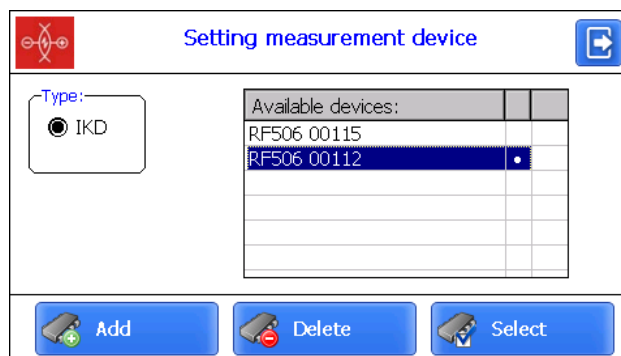 Setting measurement device
Type:
IKD
Available devices:
RF506 00115
RF506 00112
Add
Delete
Select